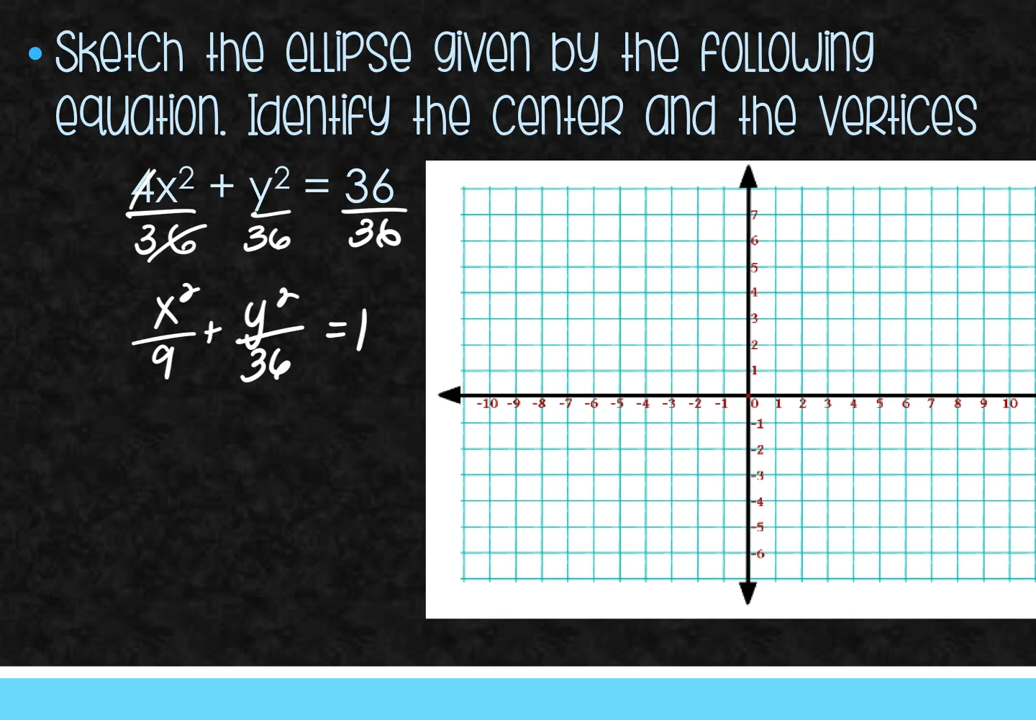 • Sketch the ellipse given by the following
equation. Identify the center and the vertices
4x² + y² = 36
36 36 36
x² + y² = 1
9 36
7
6
5
4
3
2
1
-10 -9 -8 -7 -6 -5 -4 -3 -2 -1 0 1 2 3 4 5 6 7 8 9 10
-1
-2
-3
-4
-5
-6